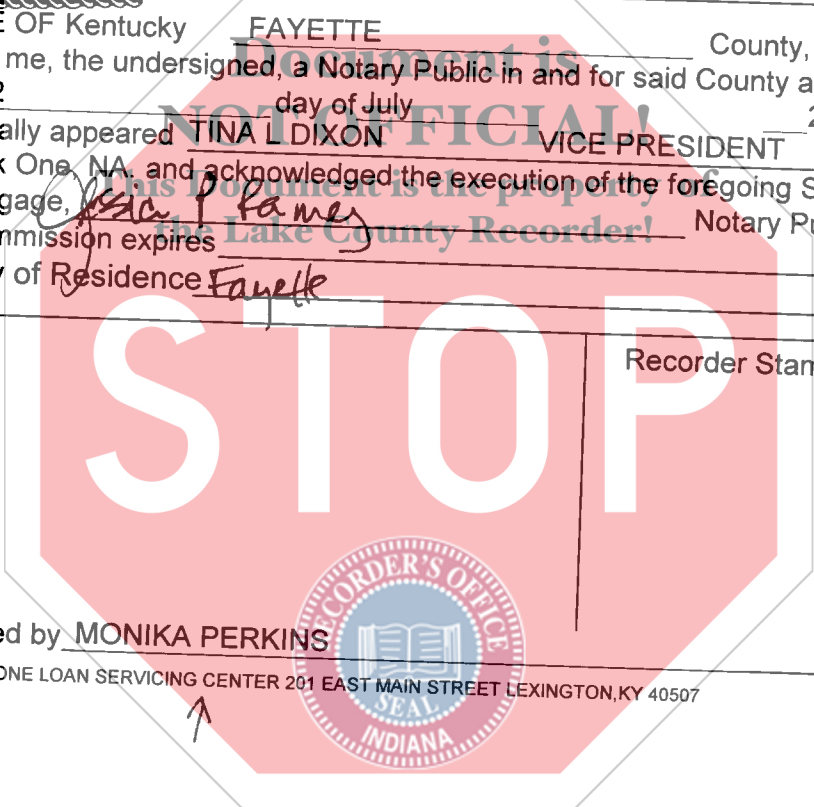 E OF Kentucky FAYETTE County,
me, the undersigned, a Notary Public in and for said County a
2 day of July 2
ally appeared TINA L DIXON VICE PRESIDENT
k One, NA, and acknowledged the execution of the foregoing S
gage, P Ramey Notary Pu
mmission expires
y of Residence Fayette
Document is
NOT OFFICIAL!
This Document is the property of
the Lake County Recorder!
STOP
Recorder Stam
RECORDER'S OFFICE
SEAL
INDIANA
ed by MONIKA PERKINS
ONE LOAN SERVICING CENTER 201 EAST MAIN STREET LEXINGTON,KY 40507